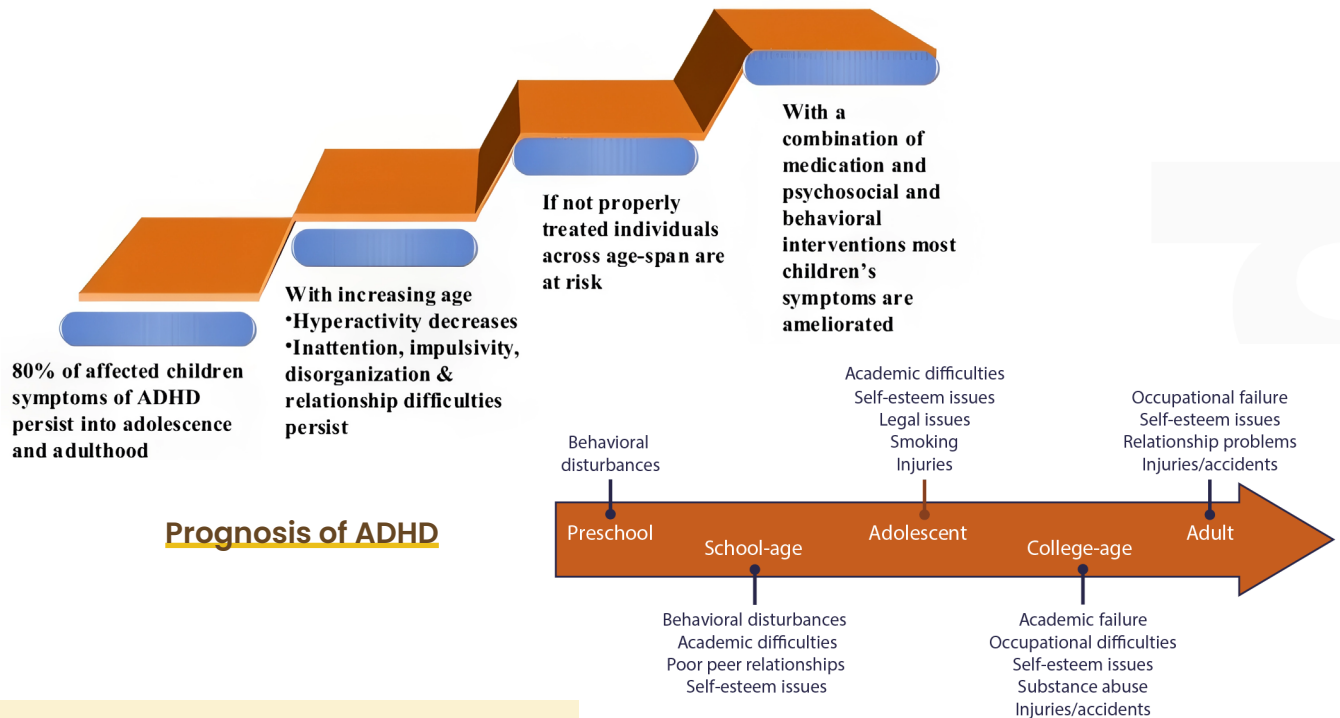 80% of affected children
symptoms of ADHD
persist into adolescence
and adulthood
With increasing age
•Hyperactivity decreases
•Inattention, impulsivity,
disorganization &
relationship difficulties
persist
If not properly
treated individuals
across age-span are
at risk
With a
combination of
medication and
psychosocial and
behavioral
interventions most
children's
symptoms are
ameliorated
Prognosis of ADHD
Behavioral
disturbances
Preschool
School-age
Behavioral disturbances
Academic difficulties
Poor peer relationships
Self-esteem issues
Academic difficulties
Self-esteem issues
Legal issues
Smoking
Injuries
Adolescent
College-age
Academic failure
Occupational difficulties
Self-esteem issues
Substance abuse
Injuries/accidents
Occupational failure
Self-esteem issues
Relationship problems
Injuries/accidents
Adult